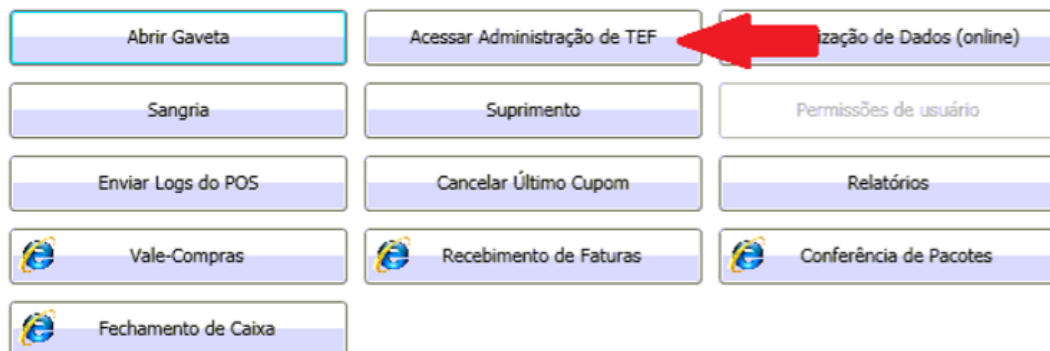 Abrir Gaveta
Acessar Administração de TEF
de Dados (online)
Sangria
Suprimento
Permissões de usuário
Enviar Logs do POS
Cancelar Último Cupom
Relatórios
Vale-Compras
Recebimento de Faturas
Conferência de Pacotes
Fechamento de Caixa